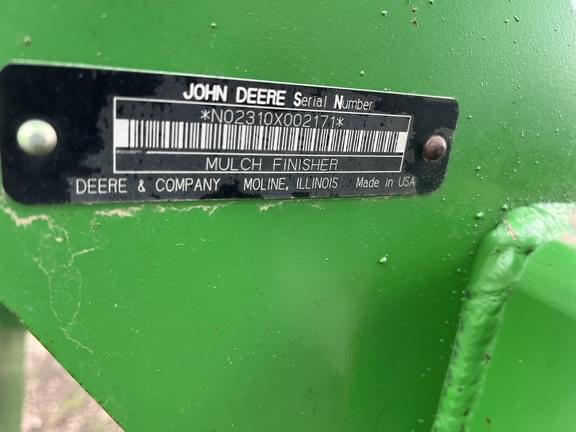 JOHN DEERE Serial Number
*N02310X002171*
MULCH FINISHER
DEERE & COMPANY MOLINE, ILLINOIS Made in USA